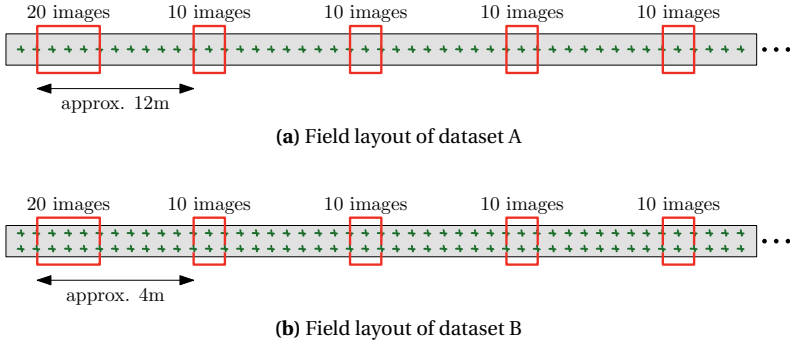 20 images 10 images 10 images 10 images 10 images
approx. 12m
(a) Field layout of dataset A
20 images 10 images 10 images 10 images 10 images
approx. 4m
(b) Field layout of dataset B